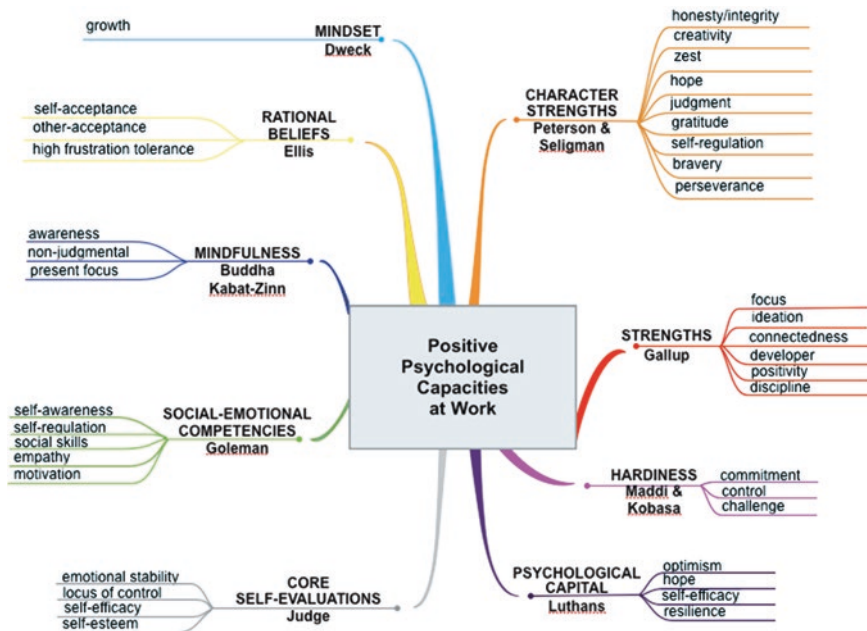 Positive
Psychological
Capacities
at Work
MINDSET
Dweck
growth
RATIONAL
BELIEFS
Ellis
self-acceptance
other-acceptance
high frustration tolerance
MINDFULNESS
Buddha
Kabat-Zinn
awareness
non-judgmental
present focus
SOCIAL-EMOTIONAL
COMPETENCIES
Goleman
self-awareness
self-regulation
social skills
empathy
motivation
CORE
SELF-EVALUATIONS
Judge
emotional stability
locus of control
self-efficacy
self-esteem
CHARACTER
STRENGTHS
Peterson &
Seligman
honesty/integrity
creativity
zest
hope
judgment
gratitude
self-regulation
bravery
perseverance
STRENGTHS
Gallup
focus
ideation
connectedness
developer
positivity
discipline
HARDINESS
Maddi &
Kobasa
commitment
control
challenge
PSYCHOLOGICAL
CAPITAL
Luthans
optimism
hope
self-efficacy
resilience